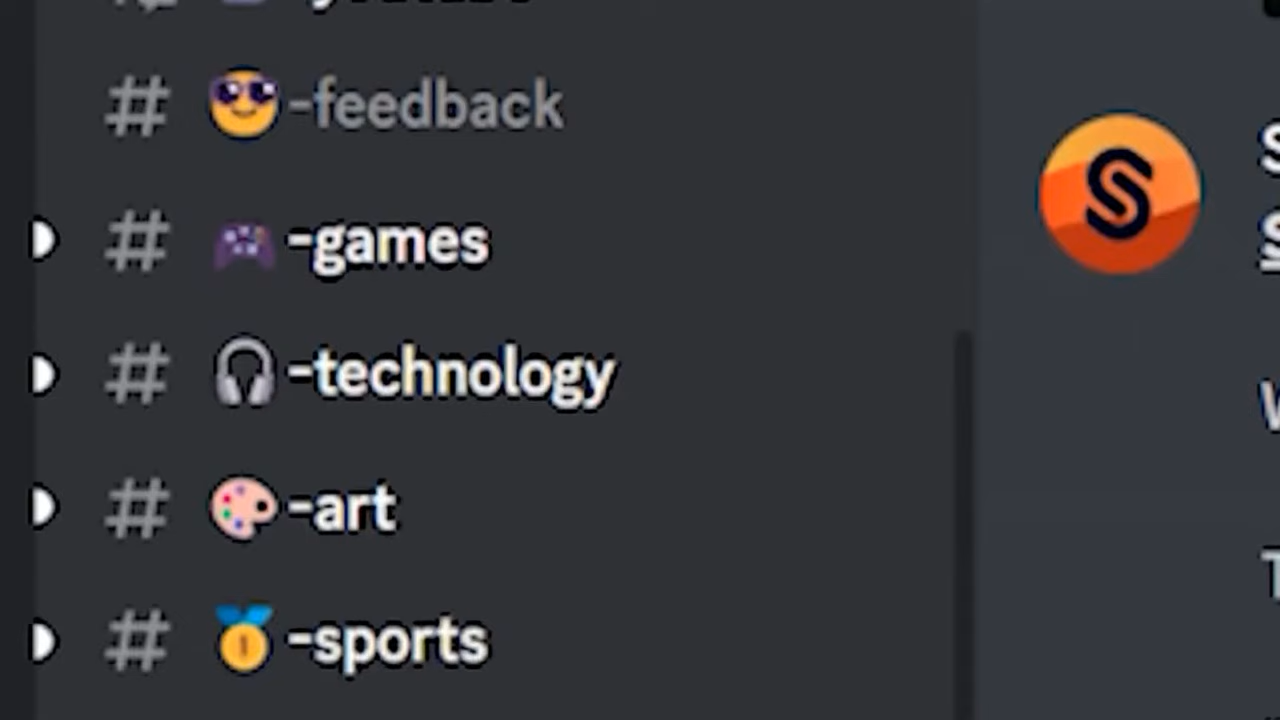 # 😎-feedback
S
# 🎮-games
# 🎧-technology
# 🎨-art
# 🥇-sports